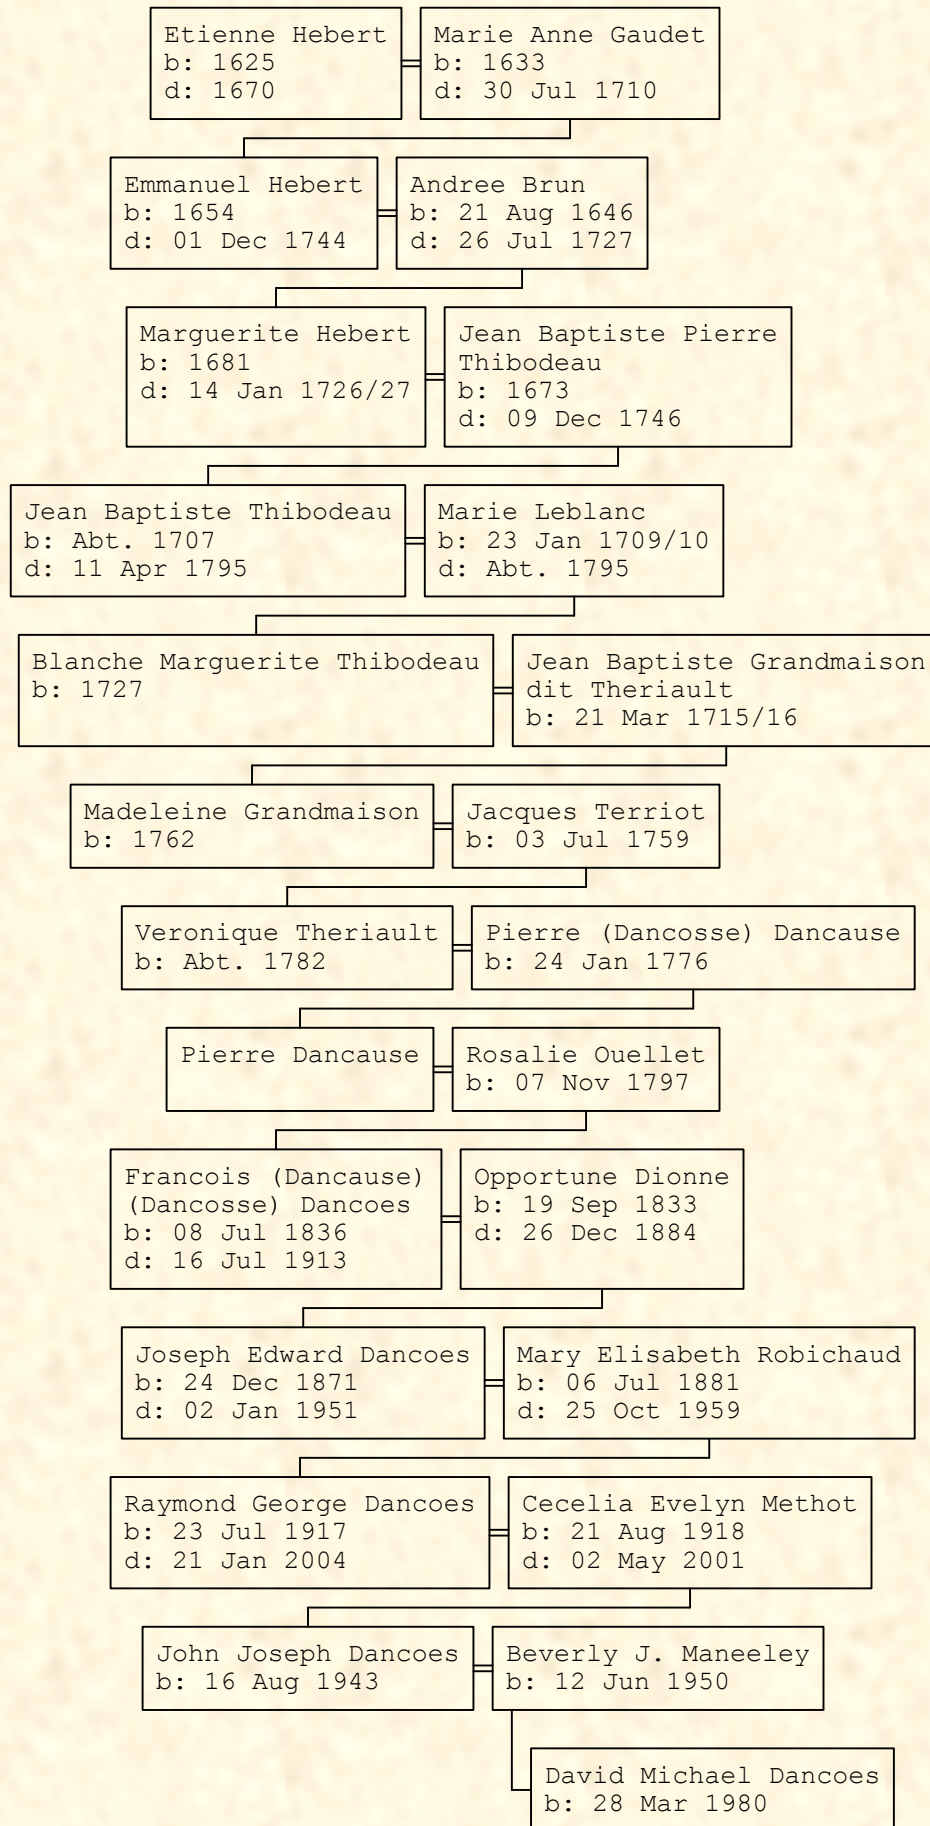 Etienne Hebert
b: 1625
d: 1670
Marie Anne Gaudet
b: 1633
d: 30 Jul 1710
Emmanuel Hebert
b: 1654
d: 01 Dec 1744
Andree Brun
b: 21 Aug 1646
d: 26 Jul 1727
Marguerite Hebert
b: 1681
d: 14 Jan 1726/27
Jean Baptiste Pierre
Thibodeau
b: 1673
d: 09 Dec 1746
Jean Baptiste Thibodeau
b: Abt. 1707
d: 11 Apr 1795
Marie Leblanc
b: 23 Jan 1709/10
d: Abt. 1795
Blanche Marguerite Thibodeau
b: 1727
Jean Baptiste Grandmaison
dit Theriault
b: 21 Mar 1715/16
Madeleine Grandmaison
b: 1762
Jacques Terriot
b: 03 Jul 1759
Veronique Theriault
b: Abt. 1782
Pierre (Dancosse) Dancause
b: 24 Jan 1776
Pierre Dancause
Rosalie Ouellet
b: 07 Nov 1797
Francois (Dancause)
(Dancosse) Dancoes
b: 08 Jul 1836
d: 16 Jul 1913
Opportune Dionne
b: 19 Sep 1833
d: 26 Dec 1884
Joseph Edward Dancoes
b: 24 Dec 1871
d: 02 Jan 1951
Mary Elisabeth Robichaud
b: 06 Jul 1881
d: 25 Oct 1959
Raymond George Dancoes
b: 23 Jul 1917
d: 21 Jan 2004
Cecelia Evelyn Methot
b: 21 Aug 1918
d: 02 May 2001
John Joseph Dancoes
b: 16 Aug 1943
Beverly J. Maneeley
b: 12 Jun 1950
David Michael Dancoes
b: 28 Mar 1980